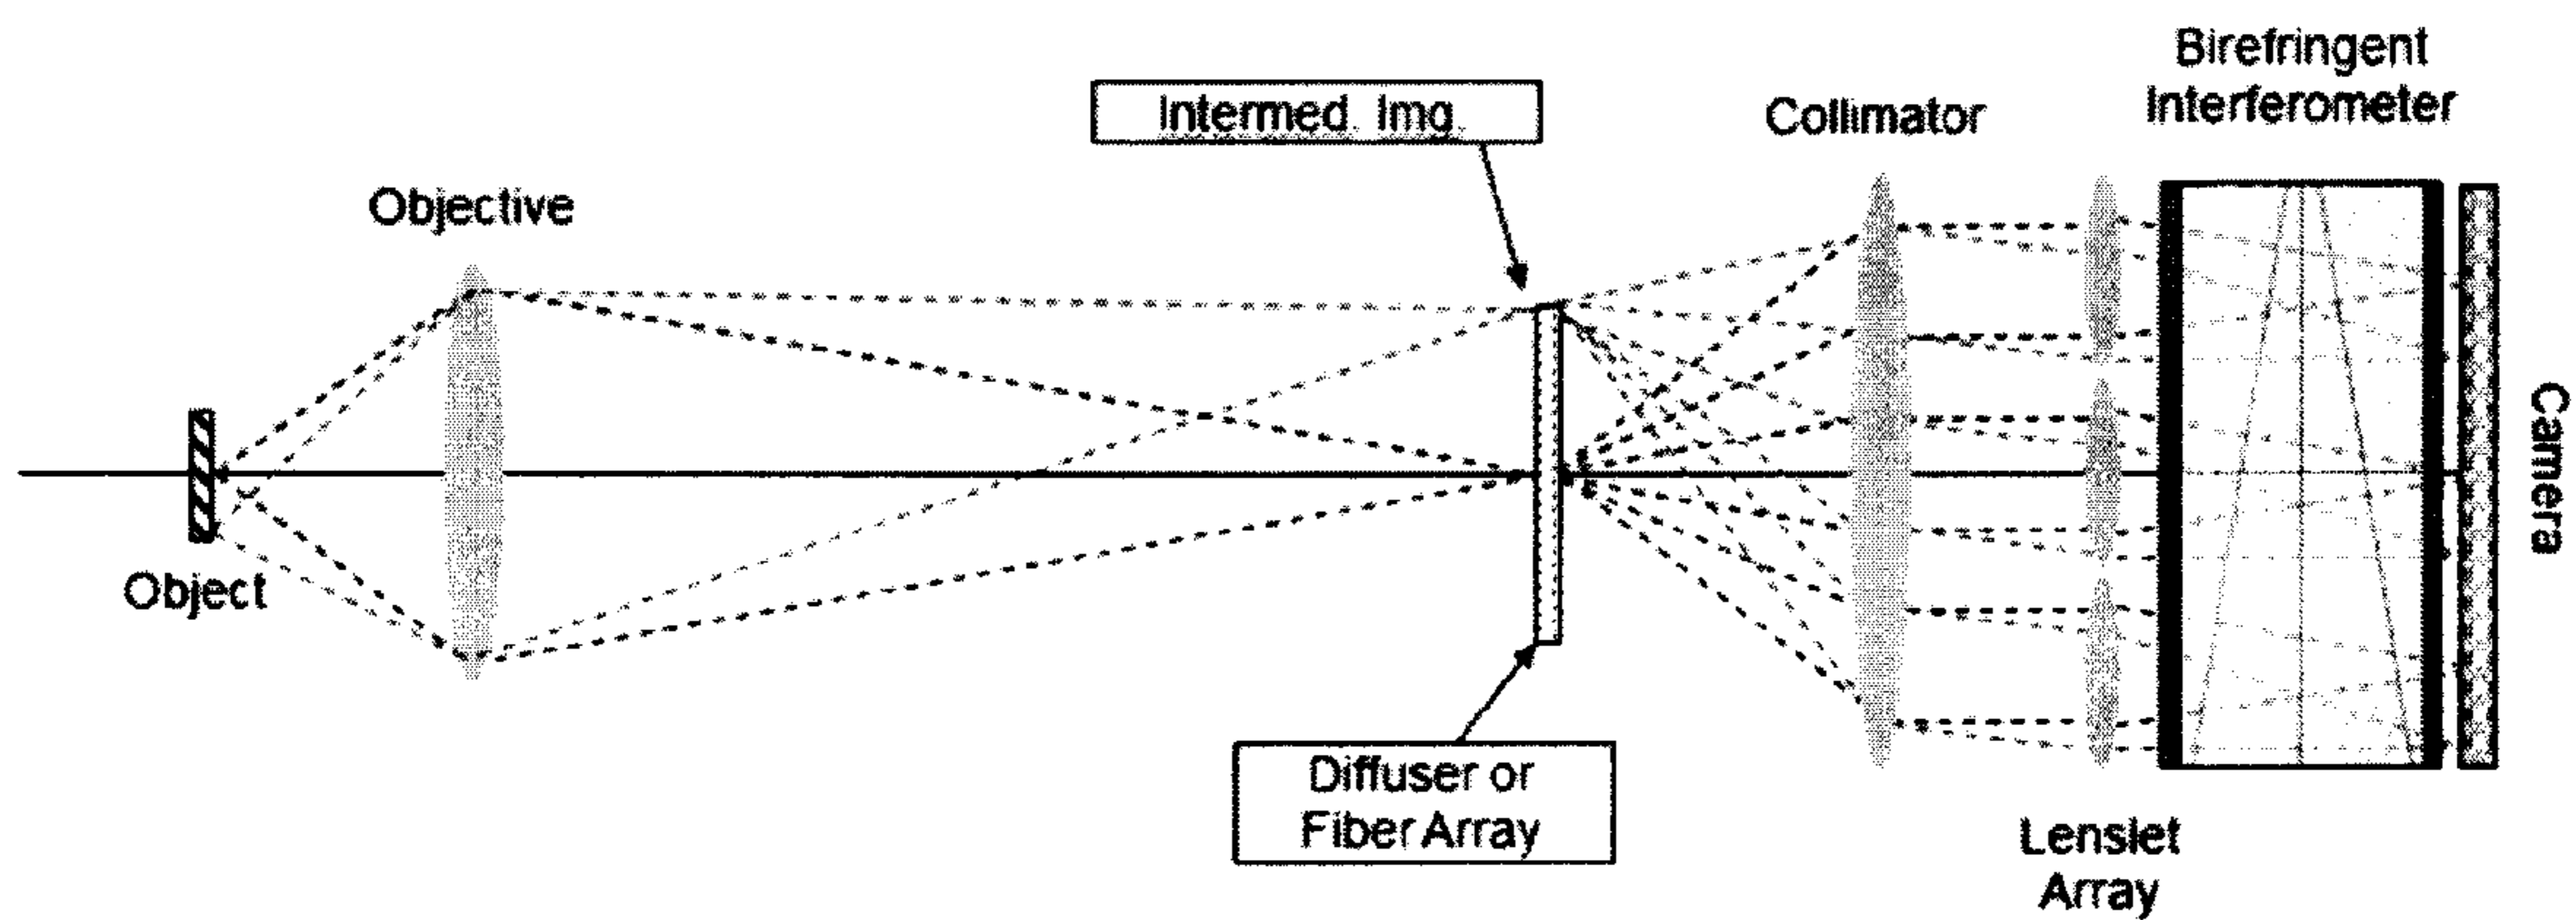 Birefringent
Interferometer
Collimator
Intermed. Img.
Objective
Camera
Object
Diffuser or
Fiber Array
Lenslet
Array